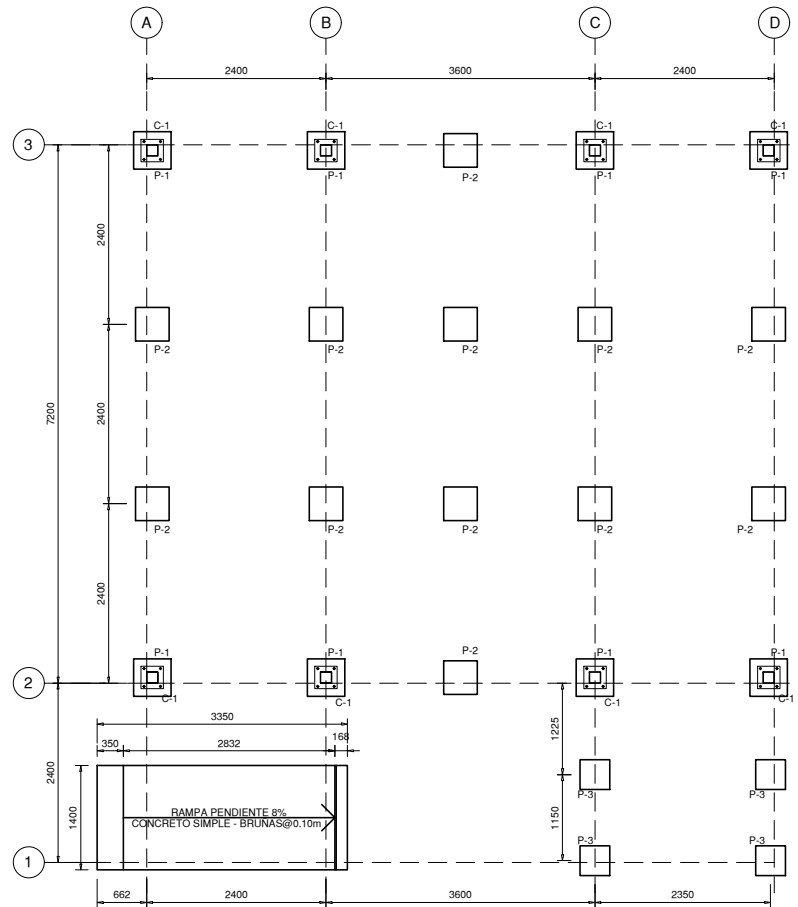 A B C D
2400 3600 2400
C-1 C-1 C-1 C-1
3
P-1 P-1 P-2 P-1 P-1
2400
P-2 P-2 P-2 P-2 P-2
7200 2400
P-2 P-2 P-2 P-2 P-2
2400
P-1 P-1 P-2 P-1 P-1
2
C-1 C-1 C-1 C-1
3350
350 2832 168
1225
2400
1400
RAMPA PENDIENTE 8%
CONCRETO SIMPLE - BRUÑAS@0.10m
P-3 P-3
1150
P-3 P-3
1
662 2400 3600 2350